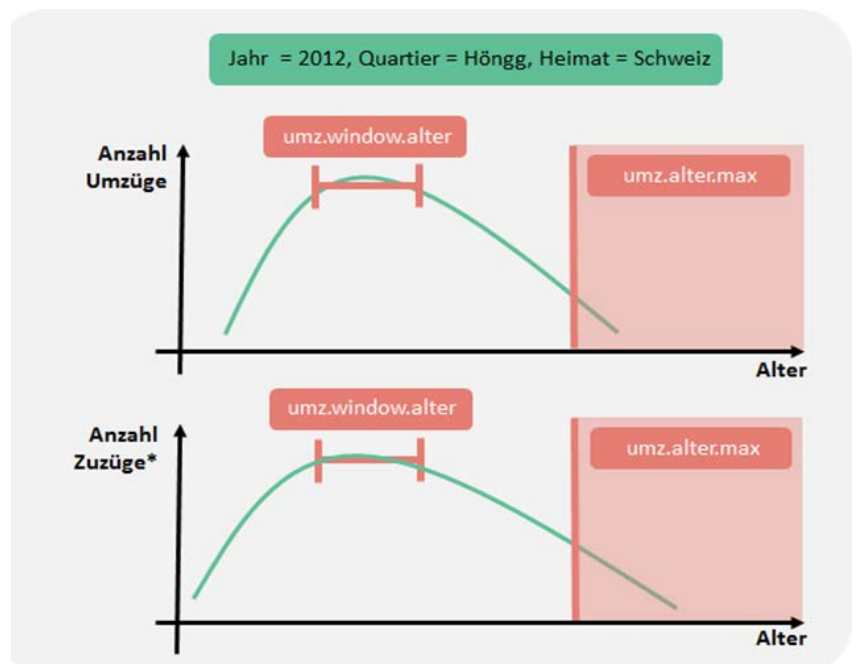 Jahr = 2012, Quartier = Höngg, Heimat = Schweiz
umz.window.alter
Anzahl
Umzüge
umz.alter.max
Alter
umz.window.alter
Anzahl
Zuzüge*
umz.alter.max
Alter